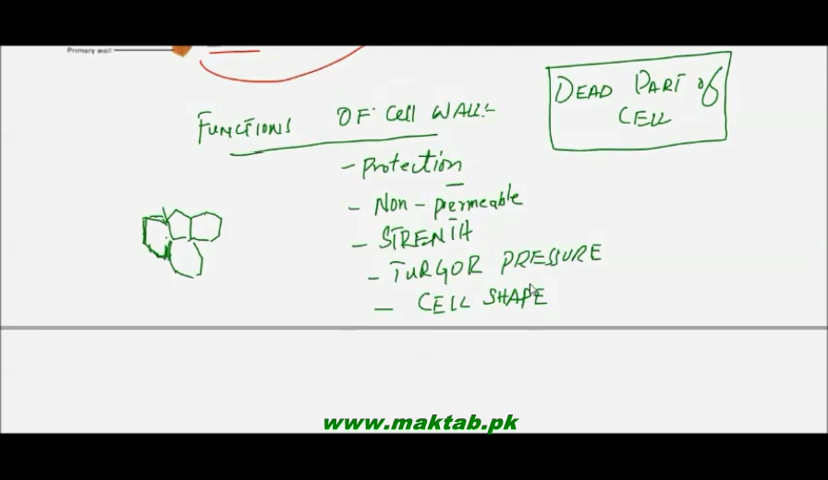 Primary wall
DEAD PART of
CELL
FUNCTIONS OF Cell WALL:-
- Protection
- Non-permeable
- STRENTH
- TURGOR PRESSURE
- CELL SHAPE
www.maktab.pk